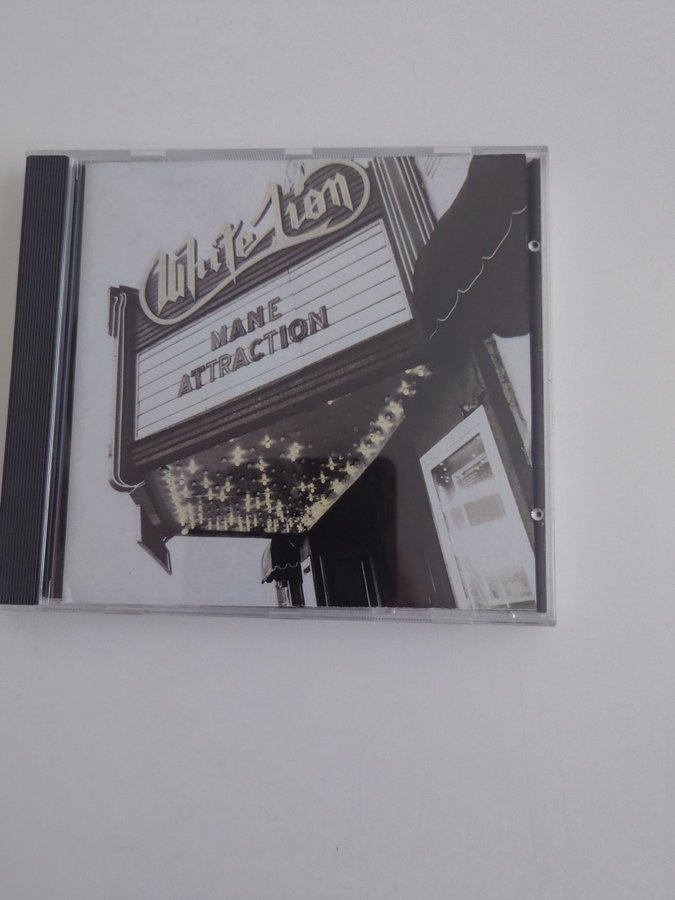 White Lion
MANE
ATTRACTION